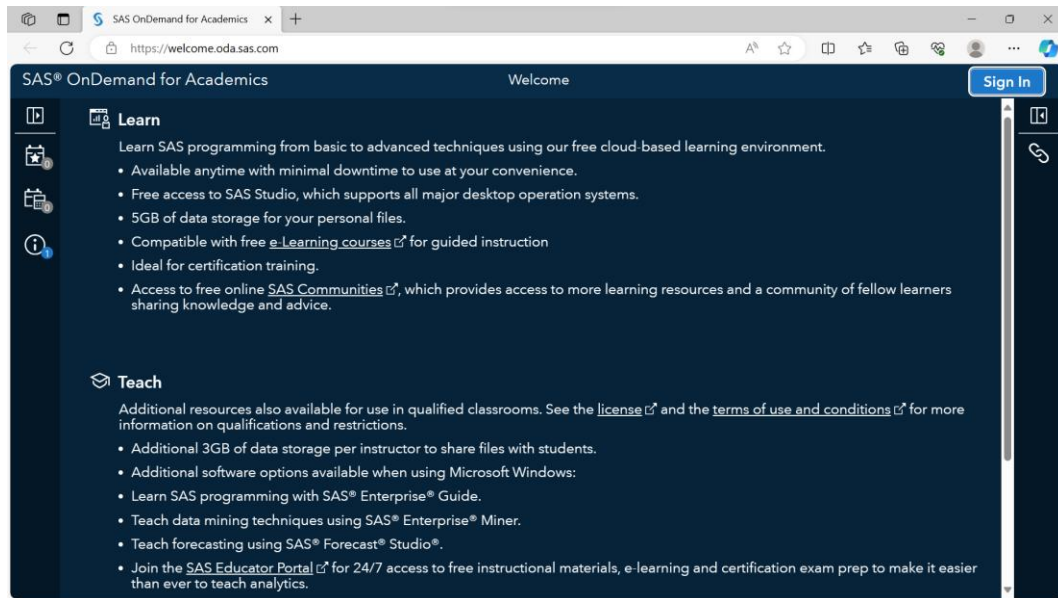 SAS OnDemand for Academics
https://welcome.oda.sas.com
SAS® OnDemand for Academics
Welcome
Sign In
Learn
Learn SAS programming from basic to advanced techniques using our free cloud-based learning environment.
• Available anytime with minimal downtime to use at your convenience.
• Free access to SAS Studio, which supports all major desktop operation systems.
• 5GB of data storage for your personal files.
• Compatible with free e-Learning courses for guided instruction
• Ideal for certification training.
• Access to free online SAS Communities, which provides access to more learning resources and a community of fellow learners
sharing knowledge and advice.
0
0
1
Teach
Additional resources also available for use in qualified classrooms. See the license and the terms of use and conditions for more
information on qualifications and restrictions.
• Additional 3GB of data storage per instructor to share files with students.
• Additional software options available when using Microsoft Windows:
• Learn SAS programming with SAS® Enterprise® Guide.
• Teach data mining techniques using SAS® Enterprise® Miner.
• Teach forecasting using SAS® Forecast® Studio®.
• Join the SAS Educator Portal for 24/7 access to free instructional materials, e-learning and certification exam prep to make it easier
than ever to teach analytics.